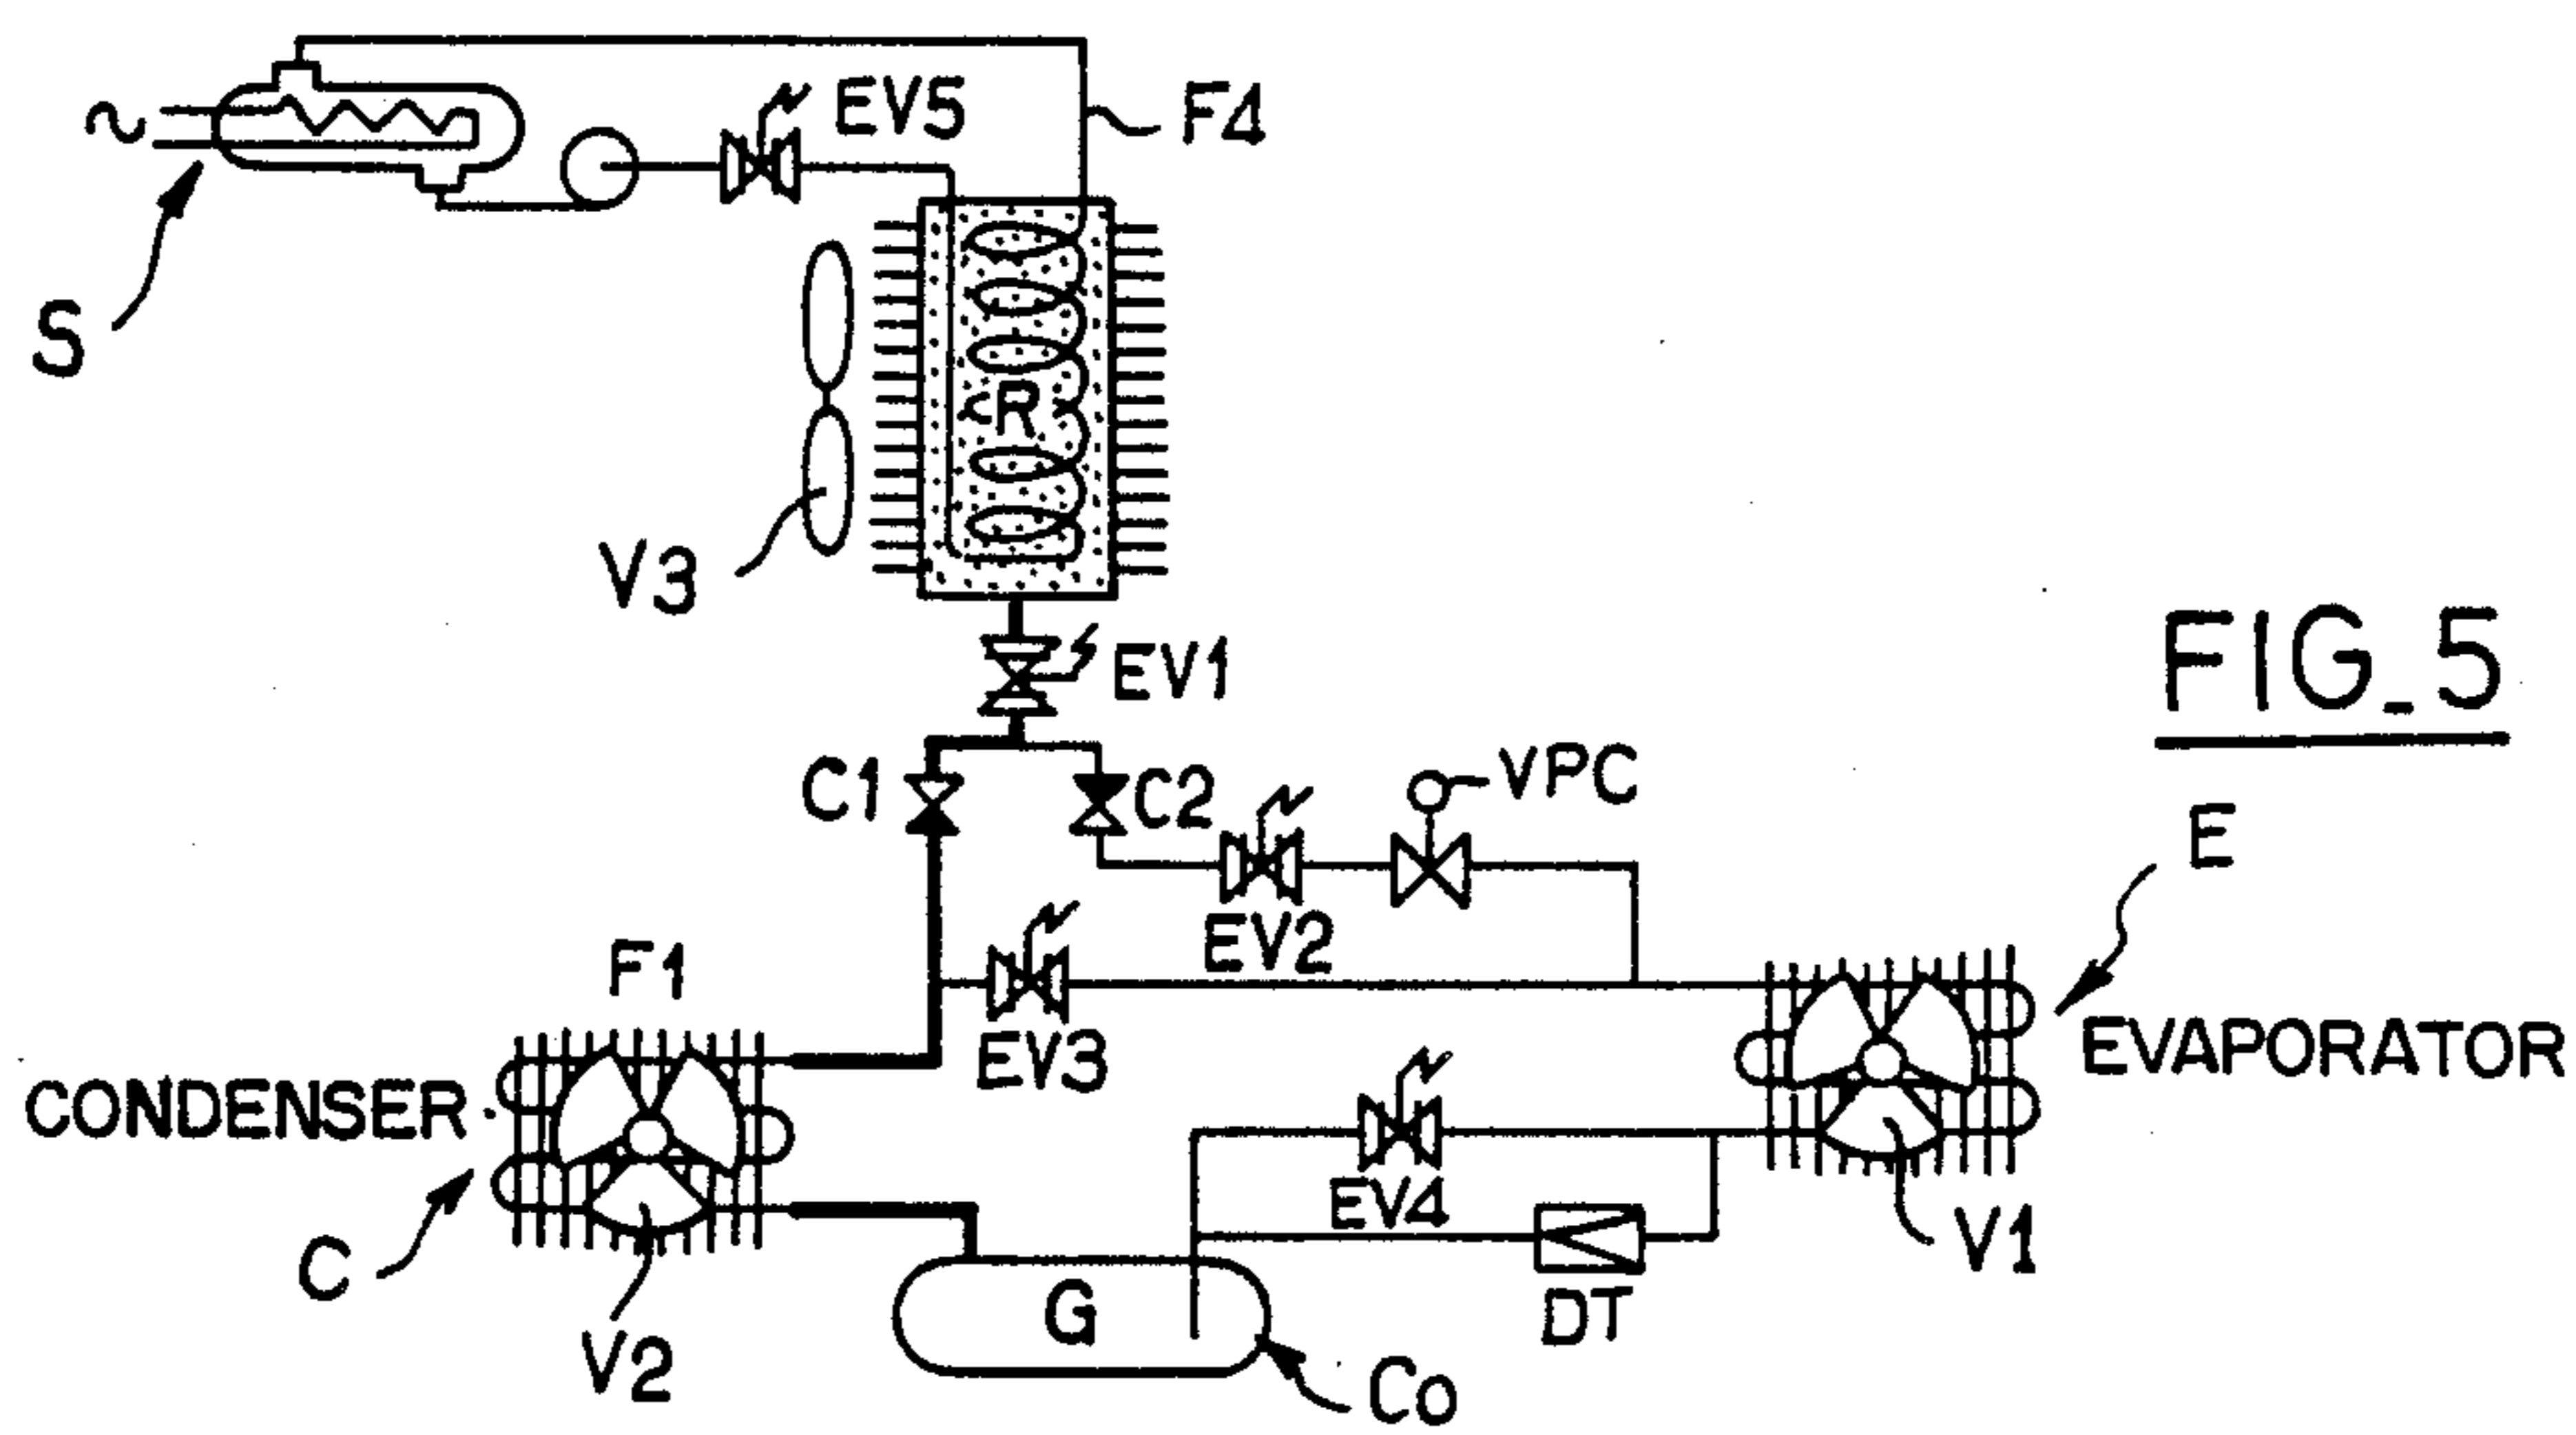 EV5
F4
S
R
V3
EV1
FIG_5
C1
C2
VPC
E
EV2
F1
EV3
EVAPORATOR
CONDENSER
EV4
C
V1
G
DT
V2
Co